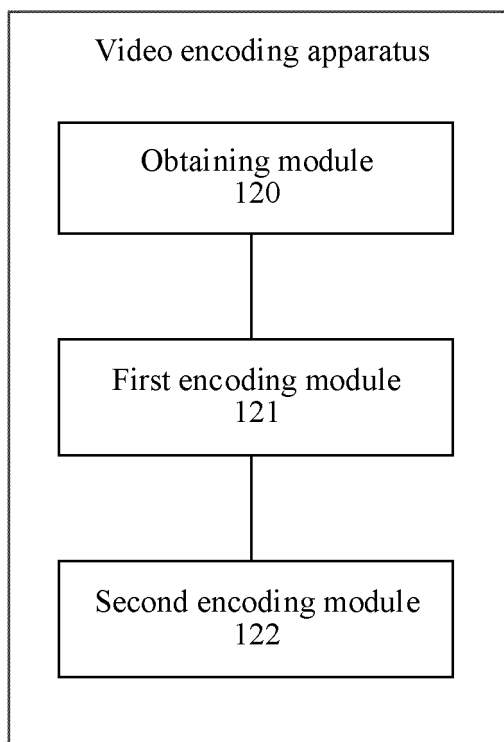 Video encoding apparatus
Obtaining module
120
First encoding module
121
Second encoding module
122